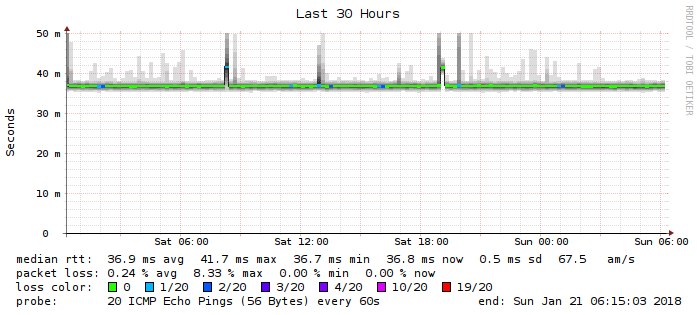 Last 30 Hours
RRDTOOL / TOBI OETIKER
Seconds
50 m
40 m
30 m
20 m
10 m
0
Sat 06:00 Sat 12:00 Sat 18:00 Sun 00:00 Sun 06:00
median rtt: 36.9 ms avg 41.7 ms max 36.7 ms min 36.8 ms now 0.5 ms sd 67.5 am/s
packet loss: 0.24 % avg 8.33 % max 0.00 % min 0.00 % now
loss color: 0 1/20 2/20 3/20 4/20 10/20 19/20
probe: 20 ICMP Echo Pings (56 Bytes) every 60s end: Sun Jan 21 06:15:03 2018